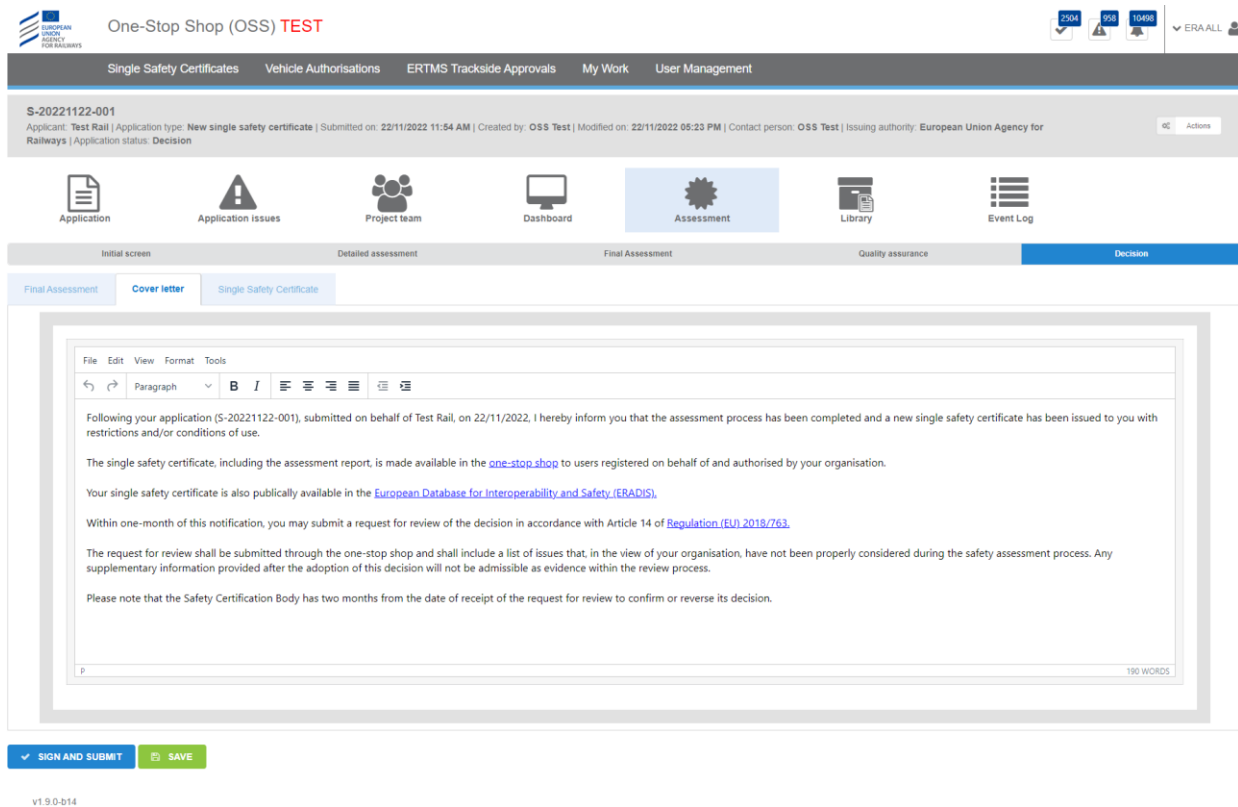 EUROPEAN
UNION
AGENCY
FOR RAILWAYS
One-Stop Shop (OSS) TEST
2504
958
10498
ERA ALL
Single Safety Certificates Vehicle Authorisations ERTMS Trackside Approvals My Work User Management
S-20221122-001
Applicant: Test Rail | Application type: New single safety certificate | Submitted on: 22/11/2022 11:54 AM | Created by: OSS Test | Modified on: 22/11/2022 05:23 PM | Contact person: OSS Test | Issuing authority: European Union Agency for
Railways | Application status: Decision
Actions
Application Application issues Project team Dashboard Assessment Library Event Log
Initial screen Detailed assessment Final Assessment Quality assurance Decision
Final Assessment Cover letter Single Safety Certificate
File Edit View Format Tools
Paragraph B I
Following your application (S-20221122-001), submitted on behalf of Test Rail, on 22/11/2022, I hereby inform you that the assessment process has been completed and a new single safety certificate has been issued to you with
restrictions and/or conditions of use.
The single safety certificate, including the assessment report, is made available in the one-stop shop to users registered on behalf of and authorised by your organisation.
Your single safety certificate is also publically available in the European Database for Interoperability and Safety (ERADIS).
Within one-month of this notification, you may submit a request for review of the decision in accordance with Article 14 of Regulation (EU) 2018/763.
The request for review shall be submitted through the one-stop shop and shall include a list of issues that, in the view of your organisation, have not been properly considered during the safety assessment process. Any
supplementary information provided after the adoption of this decision will not be admissible as evidence within the review process.
Please note that the Safety Certification Body has two months from the date of receipt of the request for review to confirm or reverse its decision.
P 190 WORDS
SIGN AND SUBMIT SAVE
v1.9.0-b14